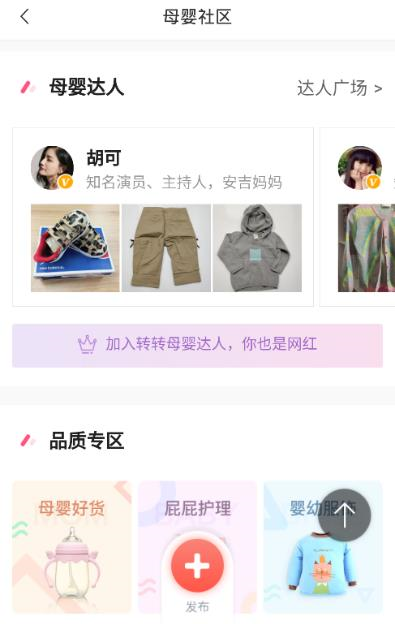 母婴社区
母婴达人
达人广场 >
胡可
知名演员、主持人，安吉妈妈
加入转转母婴达人，你也是网红
品质专区
母婴好货
屁屁护理
婴幼服饰
发布